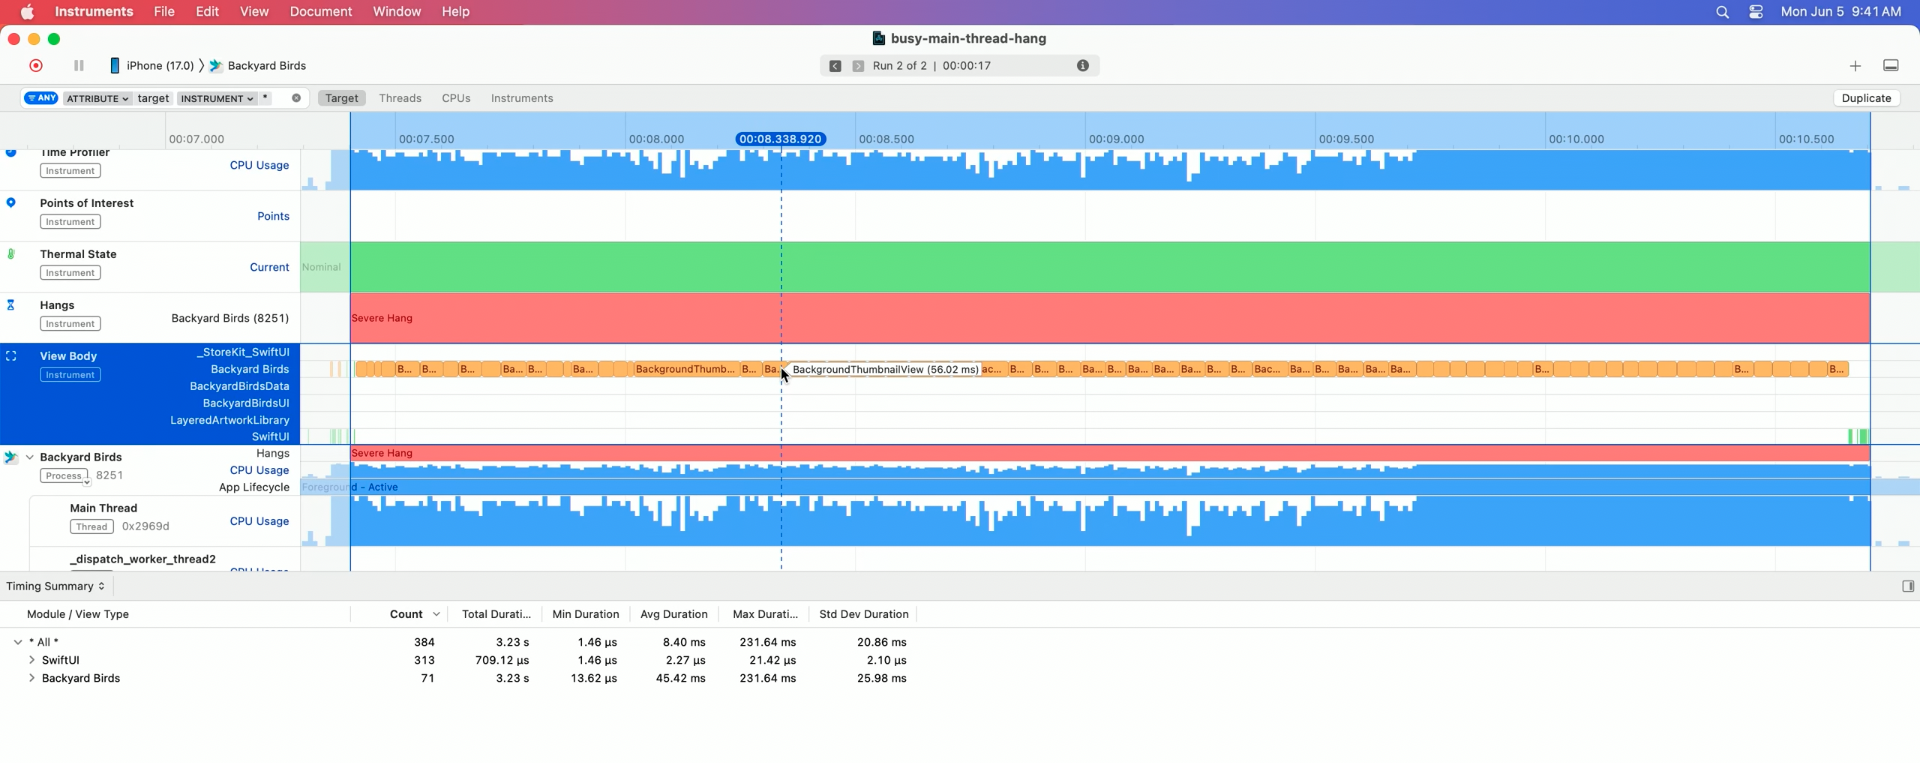 Instruments File Edit View Document Window Help Mon Jun 5 9:41 AM
busy-main-thread-hang
iPhone (17.0) 〉 Backyard Birds Run 2 of 2 | 00:00:17
ANY ATTRIBUTE target INSTRUMENT * Target Threads CPUs Instruments Duplicate
00:07.000 00:07.500 00:08.000 00:08.338.920 00:08.500 00:09.000 00:09.500 00:10.000 00:10.500
Time Profiler
Instrument
CPU Usage
Points of Interest
Instrument
Points
Thermal State
Instrument
Current
Nominal
Hangs
Instrument
Backyard Birds (8251)
Severe Hang
View Body
Instrument
_StoreKit_SwiftUI
Backyard Birds
B... B... B... Ba... B... Ba... BackgroundThumb... B... Ba... BackgroundThumbnailView (56.02 ms) ac... B... B... B... Ba... B... Ba... Ba... Ba... B... B... Bac... Ba... B... Ba... Ba... Ba... B... B... B...
BackyardBirdsData
BackyardBirdsUI
LayeredArtworkLibrary
SwiftUI
Backyard Birds
Process 8251
Hangs
Severe Hang
CPU Usage
App Lifecycle
Foreground - Active
Main Thread
Thread 0x2969d
CPU Usage
_dispatch_worker_thread2
CPU Usage
Timing Summary
Module / View Type Count Total Durati... Min Duration Avg Duration Max Durati... Std Dev Duration
* All * 384 3.23 s 1.46 µs 8.40 ms 231.64 ms 20.86 ms
SwiftUI 313 709.12 µs 1.46 µs 2.27 µs 21.42 µs 2.10 µs
Backyard Birds 71 3.23 s 13.62 µs 45.42 ms 231.64 ms 25.98 ms